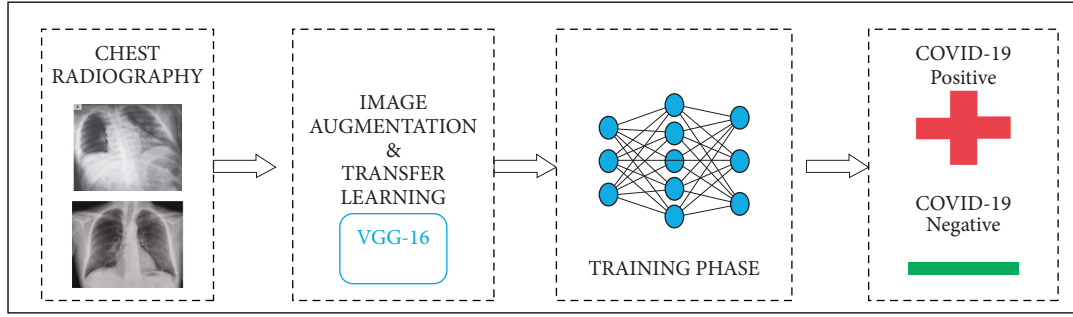 CHEST
RADIOGRAPHY
A
IMAGE
AUGMENTATION
&
TRANSFER
LEARNING
VGG-16
TRAINING PHASE
COVID-19
Positive
COVID-19
Negative